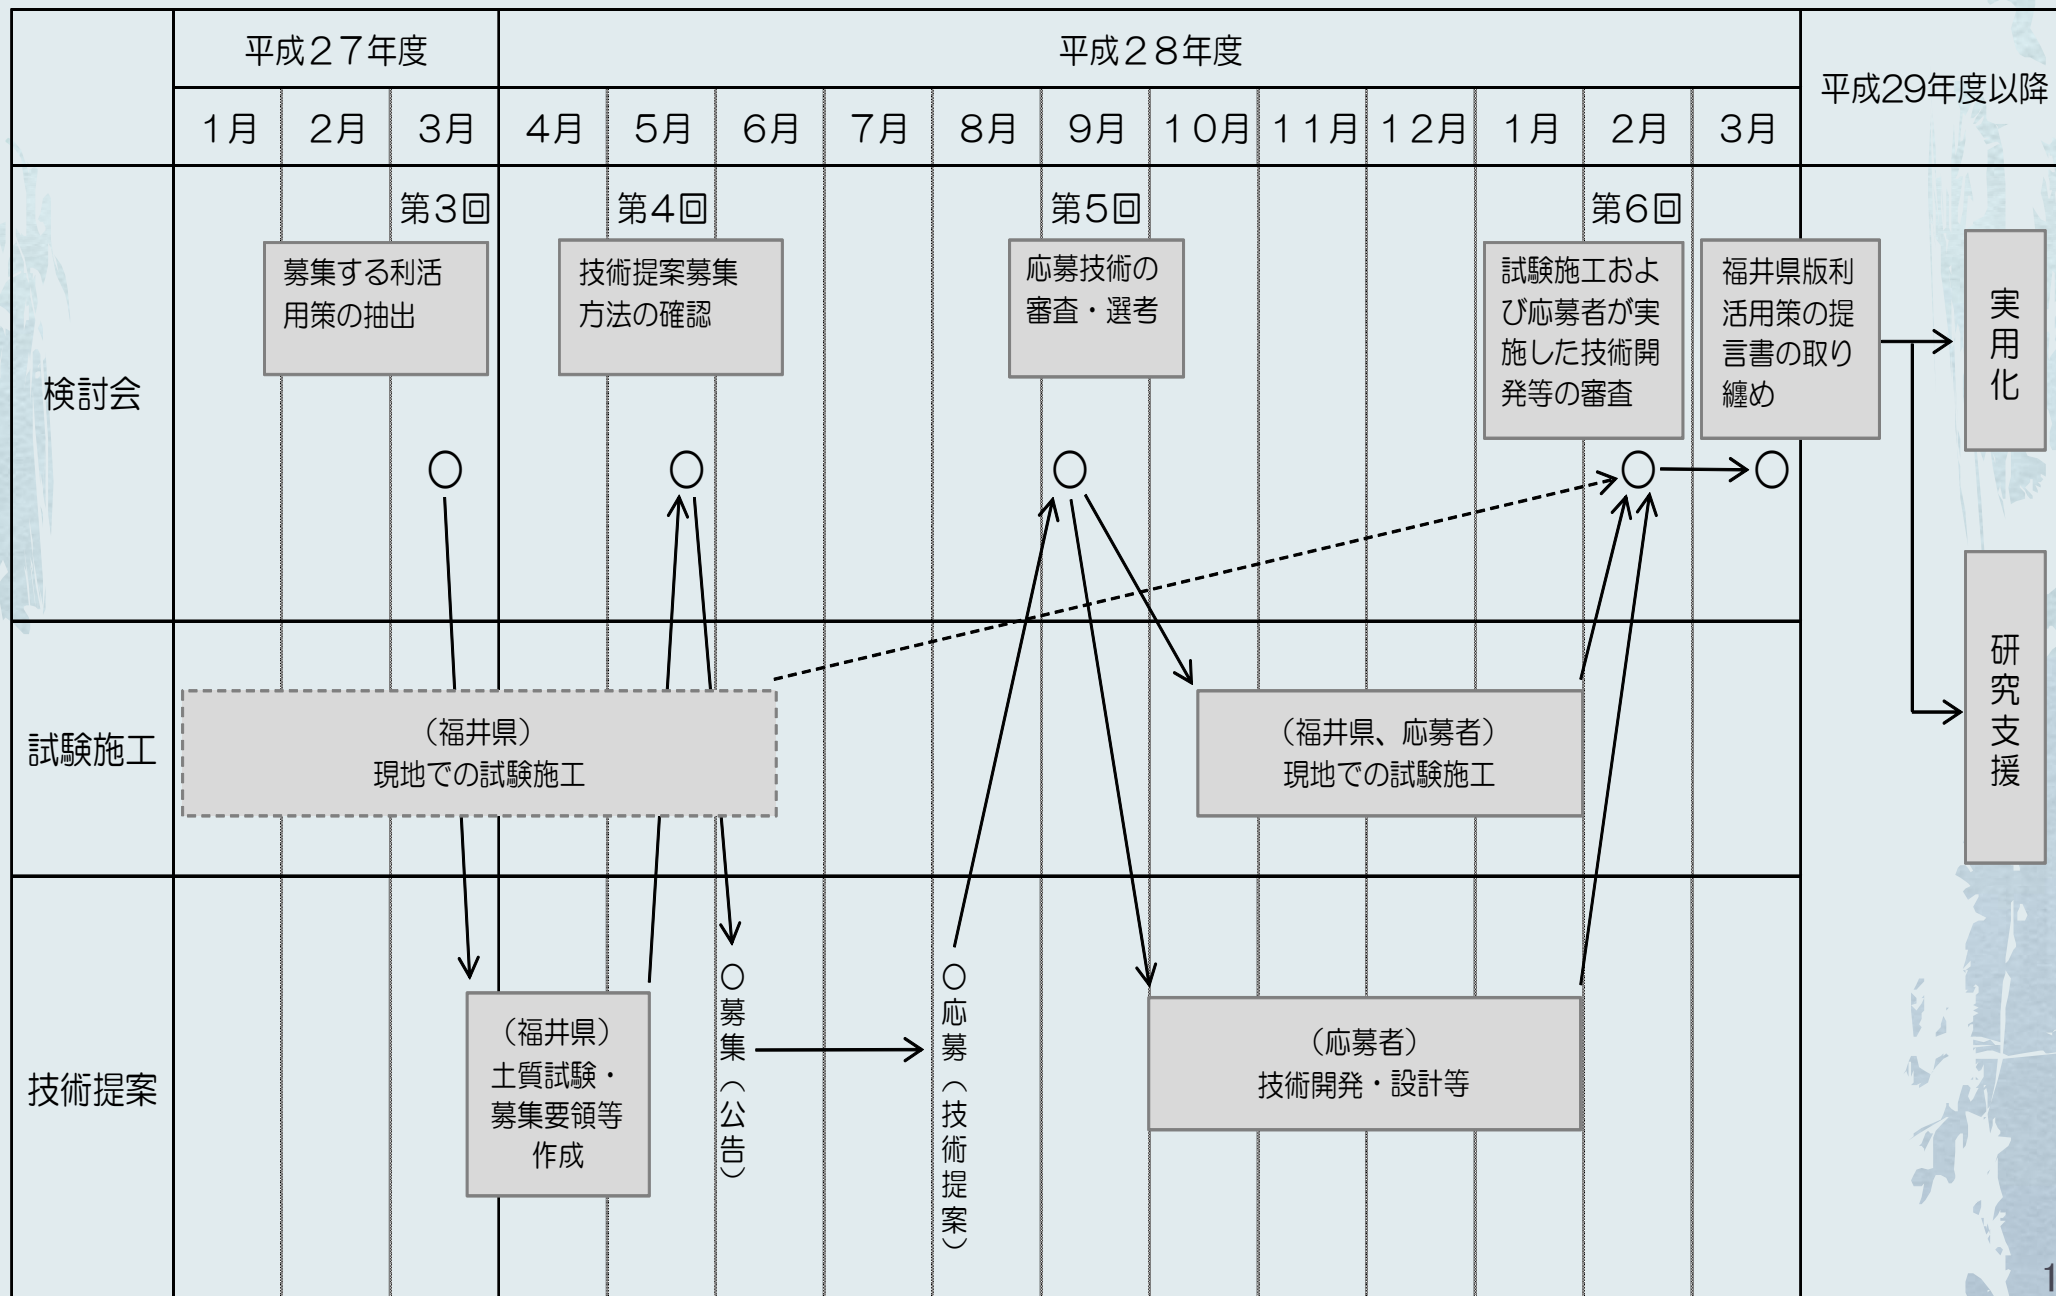 平成２７年度
平成２８年度
平成29年度以降
１月
２月
３月
４月
５月
６月
７月
８月
９月
１０月
１１月
１２月
１月
２月
３月
検討会
第３回
募集する利活
用策の抽出
第４回
技術提案募集
方法の確認
第５回
応募技術の
審査・選考
第６回
試験施工およ
び応募者が実
施した技術開
発等の審査
福井県版利
活用策の提
言書の取り
纏め
実用化
研究支援
試験施工
（福井県）
現地での試験施工
（福井県、応募者）
現地での試験施工
技術提案
（福井県）
土質試験・
募集要領等
作成
○募集（公告）
○応募（技術提案）
（応募者）
技術開発・設計等
1